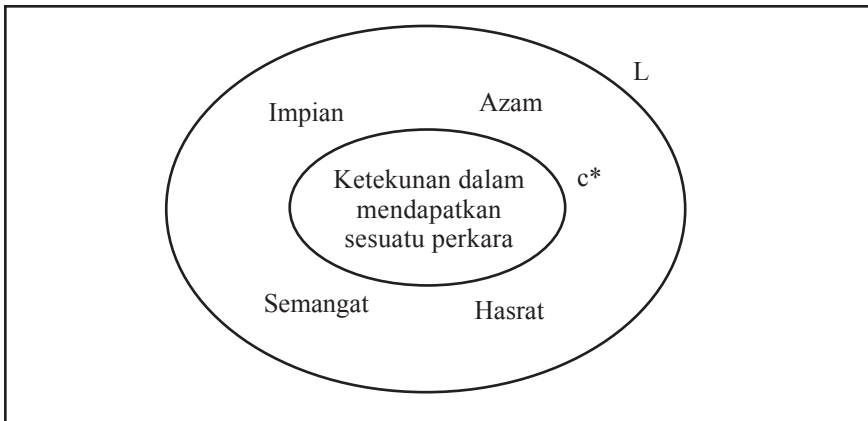 L
Impian
Azam
Ketekunan dalam
mendapatkan
sesuatu perkara
c*
Semangat
Hasrat